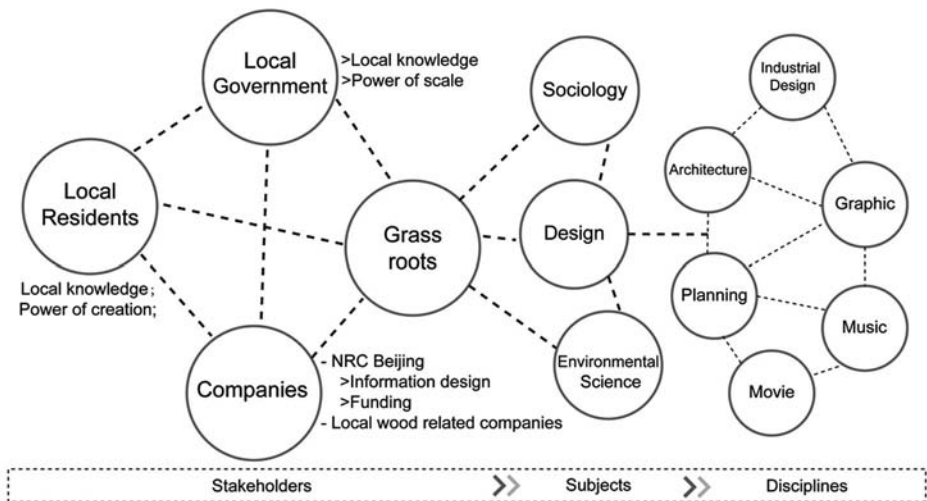 Local
Government
>Local knowledge
>Power of scale
Local
Residents
Local knowledge;
Power of creation;
Companies
- NRC Beijing
>Information design
>Funding
- Local wood related companies
Grass
roots
Sociology
Design
Environmental
Science
Industrial
Design
Architecture
Graphic
Planning
Music
Movie
Stakeholders
Subjects
Disciplines